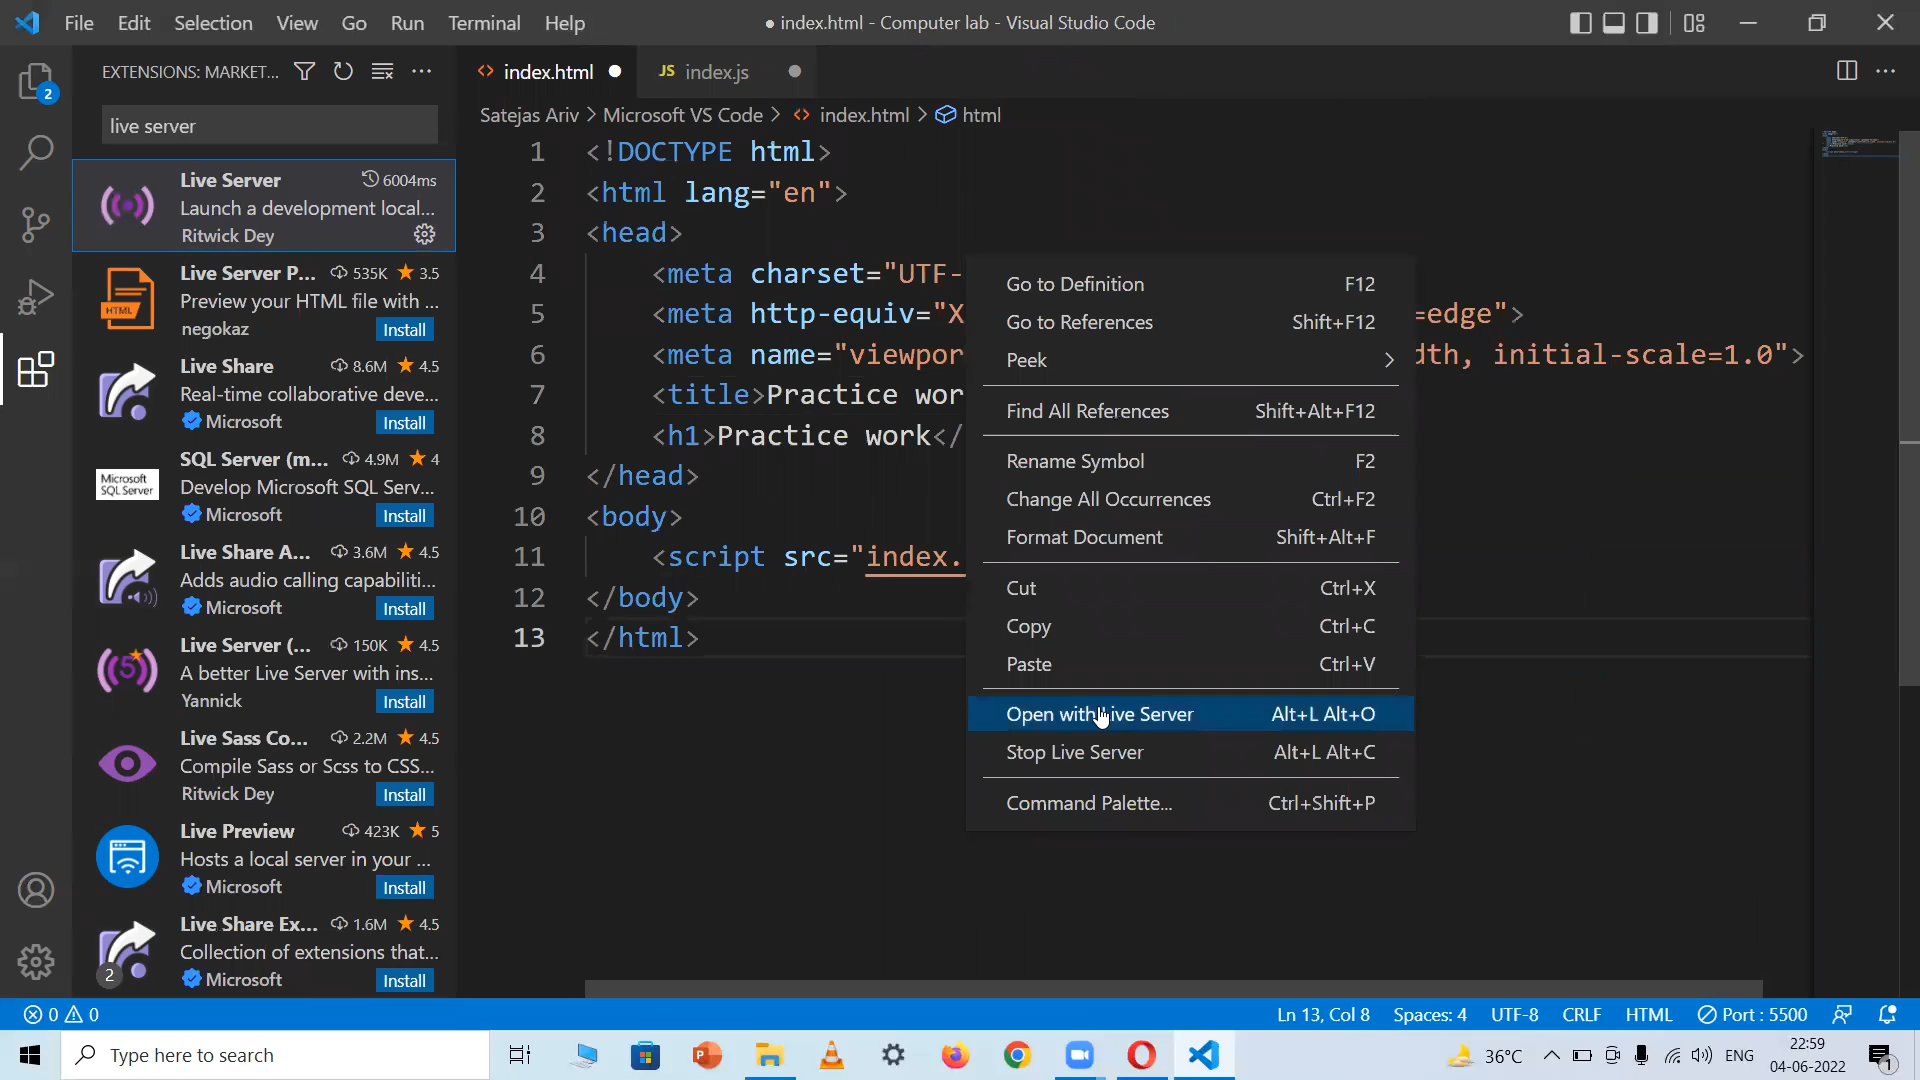 File Edit Selection View Go Run Terminal Help
● index.html - Computer lab - Visual Studio Code
2
EXTENSIONS: MARKET...
live server
Live Server 6004ms
Launch a development local...
Ritwick Dey
Live Server P... 535K 3.5
Preview your HTML file with ...
negokaz Install
Live Share 8.6M 4.5
Real-time collaborative deve...
Microsoft Install
Microsoft SQL Server
SQL Server (m... 4.9M 4
Develop Microsoft SQL Serv...
Microsoft Install
Live Share A... 3.6M 4.5
Adds audio calling capabiliti...
Microsoft Install
Live Server (... 150K 4.5
A better Live Server with ins...
Yannick Install
Live Sass Co... 2.2M 4.5
Compile Sass or Scss to CSS...
Ritwick Dey Install
Live Preview 423K 5
Hosts a local server in your ...
Microsoft Install
Live Share Ex... 1.6M 4.5
Collection of extensions that...
2 Microsoft Install
index.html ● JS index.js ●
Satejas Ariv > Microsoft VS Code > index.html > html
1 <!DOCTYPE html>
2 <html lang="en">
3 <head>
4 <meta charset="UTF-
5 <meta http-equiv="X =edge">
6 <meta name="viewpor dth, initial-scale=1.0">
7 <title>Practice wor
8 <h1>Practice work</
9 </head>
10 <body>
11 <script src="index.
12 </body>
13 </html>
Go to Definition F12
Go to References Shift+F12
Peek >
Find All References Shift+Alt+F12
Rename Symbol F2
Change All Occurrences Ctrl+F2
Format Document Shift+Alt+F
Cut Ctrl+X
Copy Ctrl+C
Paste Ctrl+V
Open with Live Server Alt+L Alt+O
Stop Live Server Alt+L Alt+C
Command Palette... Ctrl+Shift+P
0 0 Ln 13, Col 8 Spaces: 4 UTF-8 CRLF HTML Port : 5500
Type here to search
36°C ENG
22:59
04-06-2022
1